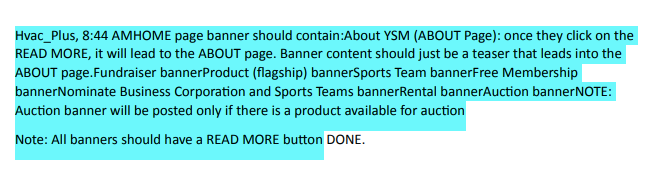 Hvac_Plus, 8:44 AMHOME page banner should contain:About YSM (ABOUT Page): once they click on the
READ MORE, it will lead to the ABOUT page. Banner content should just be a teaser that leads into the
ABOUT page.Fundraiser bannerProduct (flagship) bannerSports Team bannerFree Membership
bannerNominate Business Corporation and Sports Teams bannerRental bannerAuction bannerNOTE:
Auction banner will be posted only if there is a product available for auction
Note: All banners should have a READ MORE button DONE.